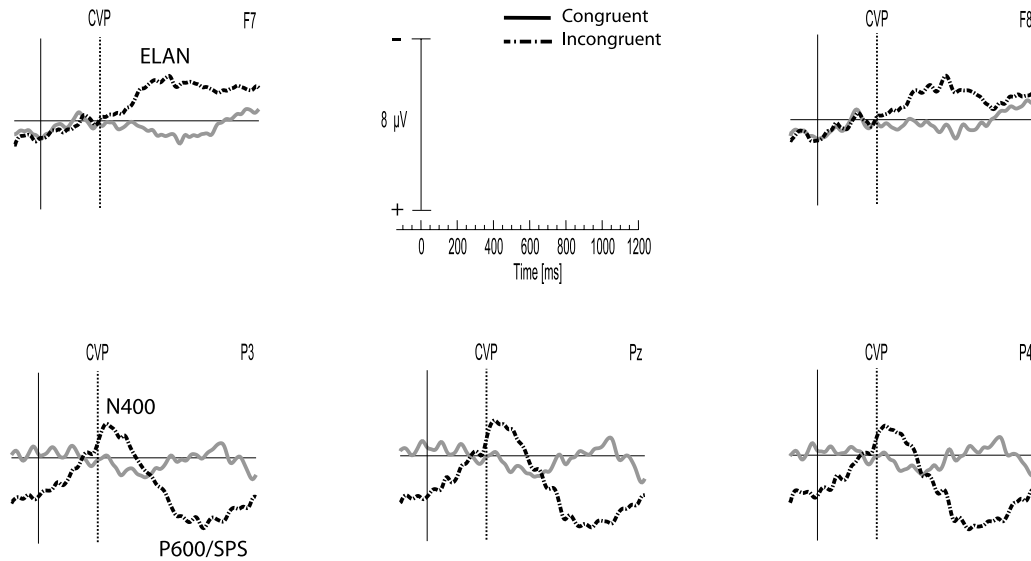 CVP F7
ELAN
Congruent
Incongruent
-
8 µV
+
0 200 400 600 800 1000 1200
Time [ms]
CVP F8
CVP P3
N400
P600/SPS
CVP Pz
CVP P4